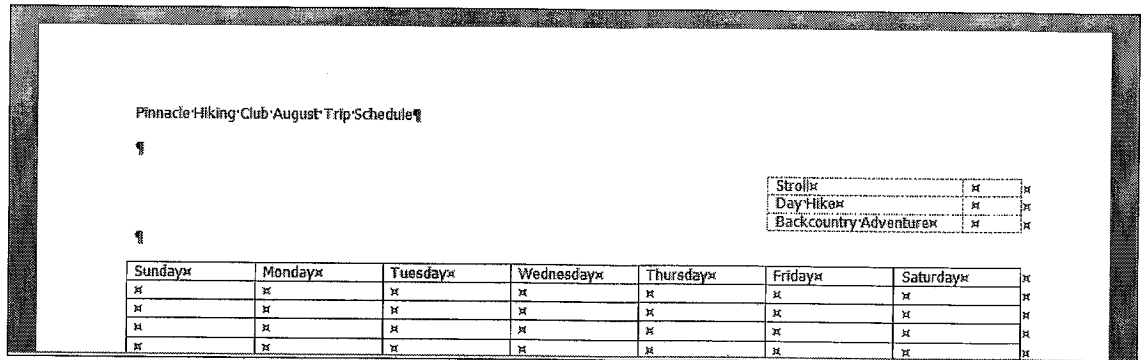 Pinnacle·Hiking·Club·August·Trip·Schedule¶
¶
Stroll¤ ¤ ¤
Day·Hike¤ ¤ ¤
Backcountry·Adventure¤ ¤ ¤
¶
Sunday¤ Monday¤ Tuesday¤ Wednesday¤ Thursday¤ Friday¤ Saturday¤ ¤
¤ ¤ ¤ ¤ ¤ ¤ ¤ ¤
¤ ¤ ¤ ¤ ¤ ¤ ¤ ¤
¤ ¤ ¤ ¤ ¤ ¤ ¤ ¤
¤ ¤ ¤ ¤ ¤ ¤ ¤ ¤